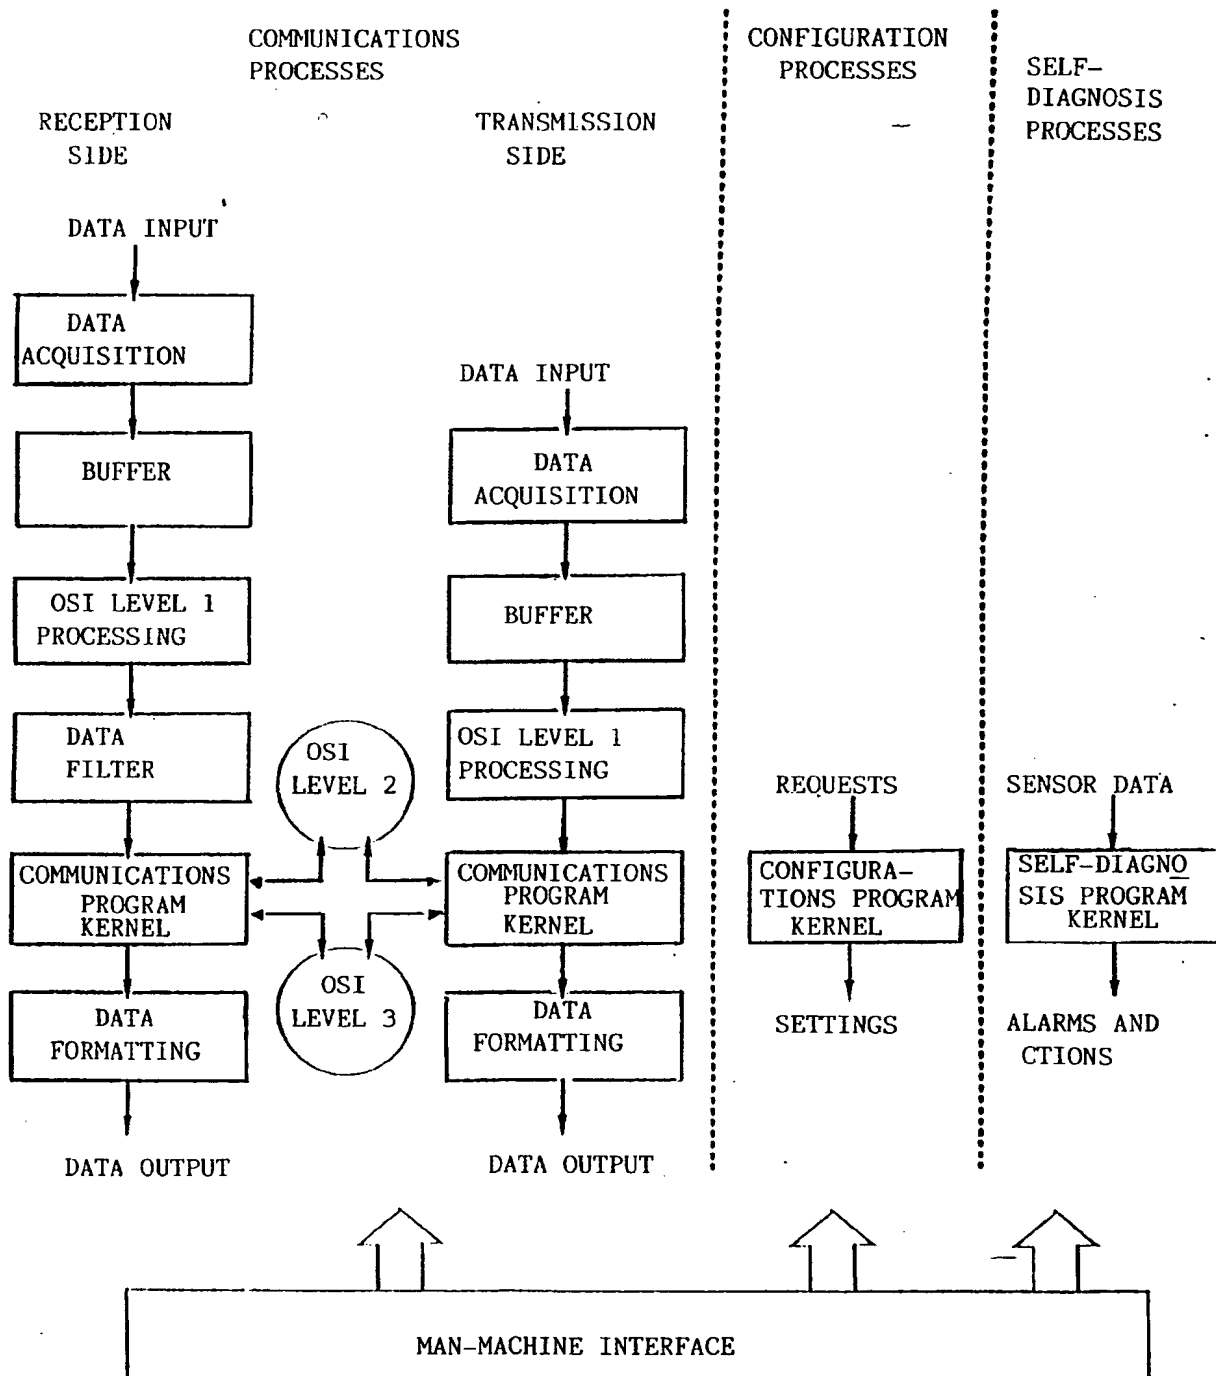 COMMUNICATIONS
PROCESSES
CONFIGURATION
PROCESSES
SELF-
DIAGNOSIS
PROCESSES
RECEPTION
SIDE
TRANSMISSION
SIDE
DATA INPUT
DATA
ACQUISITION
BUFFER
OSI LEVEL 1
PROCESSING
DATA
FILTER
COMMUNICATIONS
PROGRAM
KERNEL
DATA
FORMATTING
DATA OUTPUT
OSI
LEVEL 2
OSI
LEVEL 3
DATA INPUT
DATA
ACQUISITION
BUFFER
OSI LEVEL 1
PROCESSING
COMMUNICATIONS
PROGRAM
KERNEL
DATA
FORMATTING
DATA OUTPUT
REQUESTS
CONFIGURA-
TIONS PROGRAM
KERNEL
SETTINGS
SENSOR DATA
SELF-DIAGNO
SIS PROGRAM
KERNEL
ALARMS AND
CTIONS
MAN-MACHINE INTERFACE